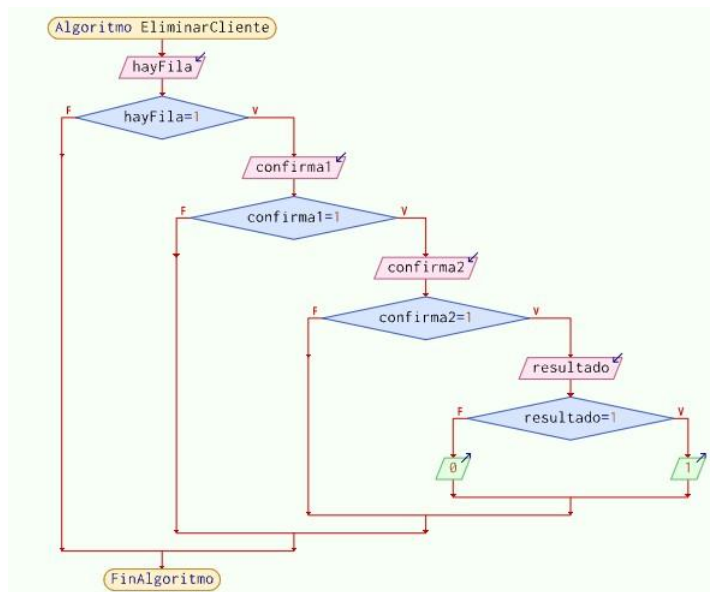 Algoritmo EliminarCliente
hayFila
F
hayFila=1
V
confirma1
F
confirma1=1
V
confirma2
F
confirma2=1
V
resultado
F
resultado=1
V
0
1
FinAlgoritmo